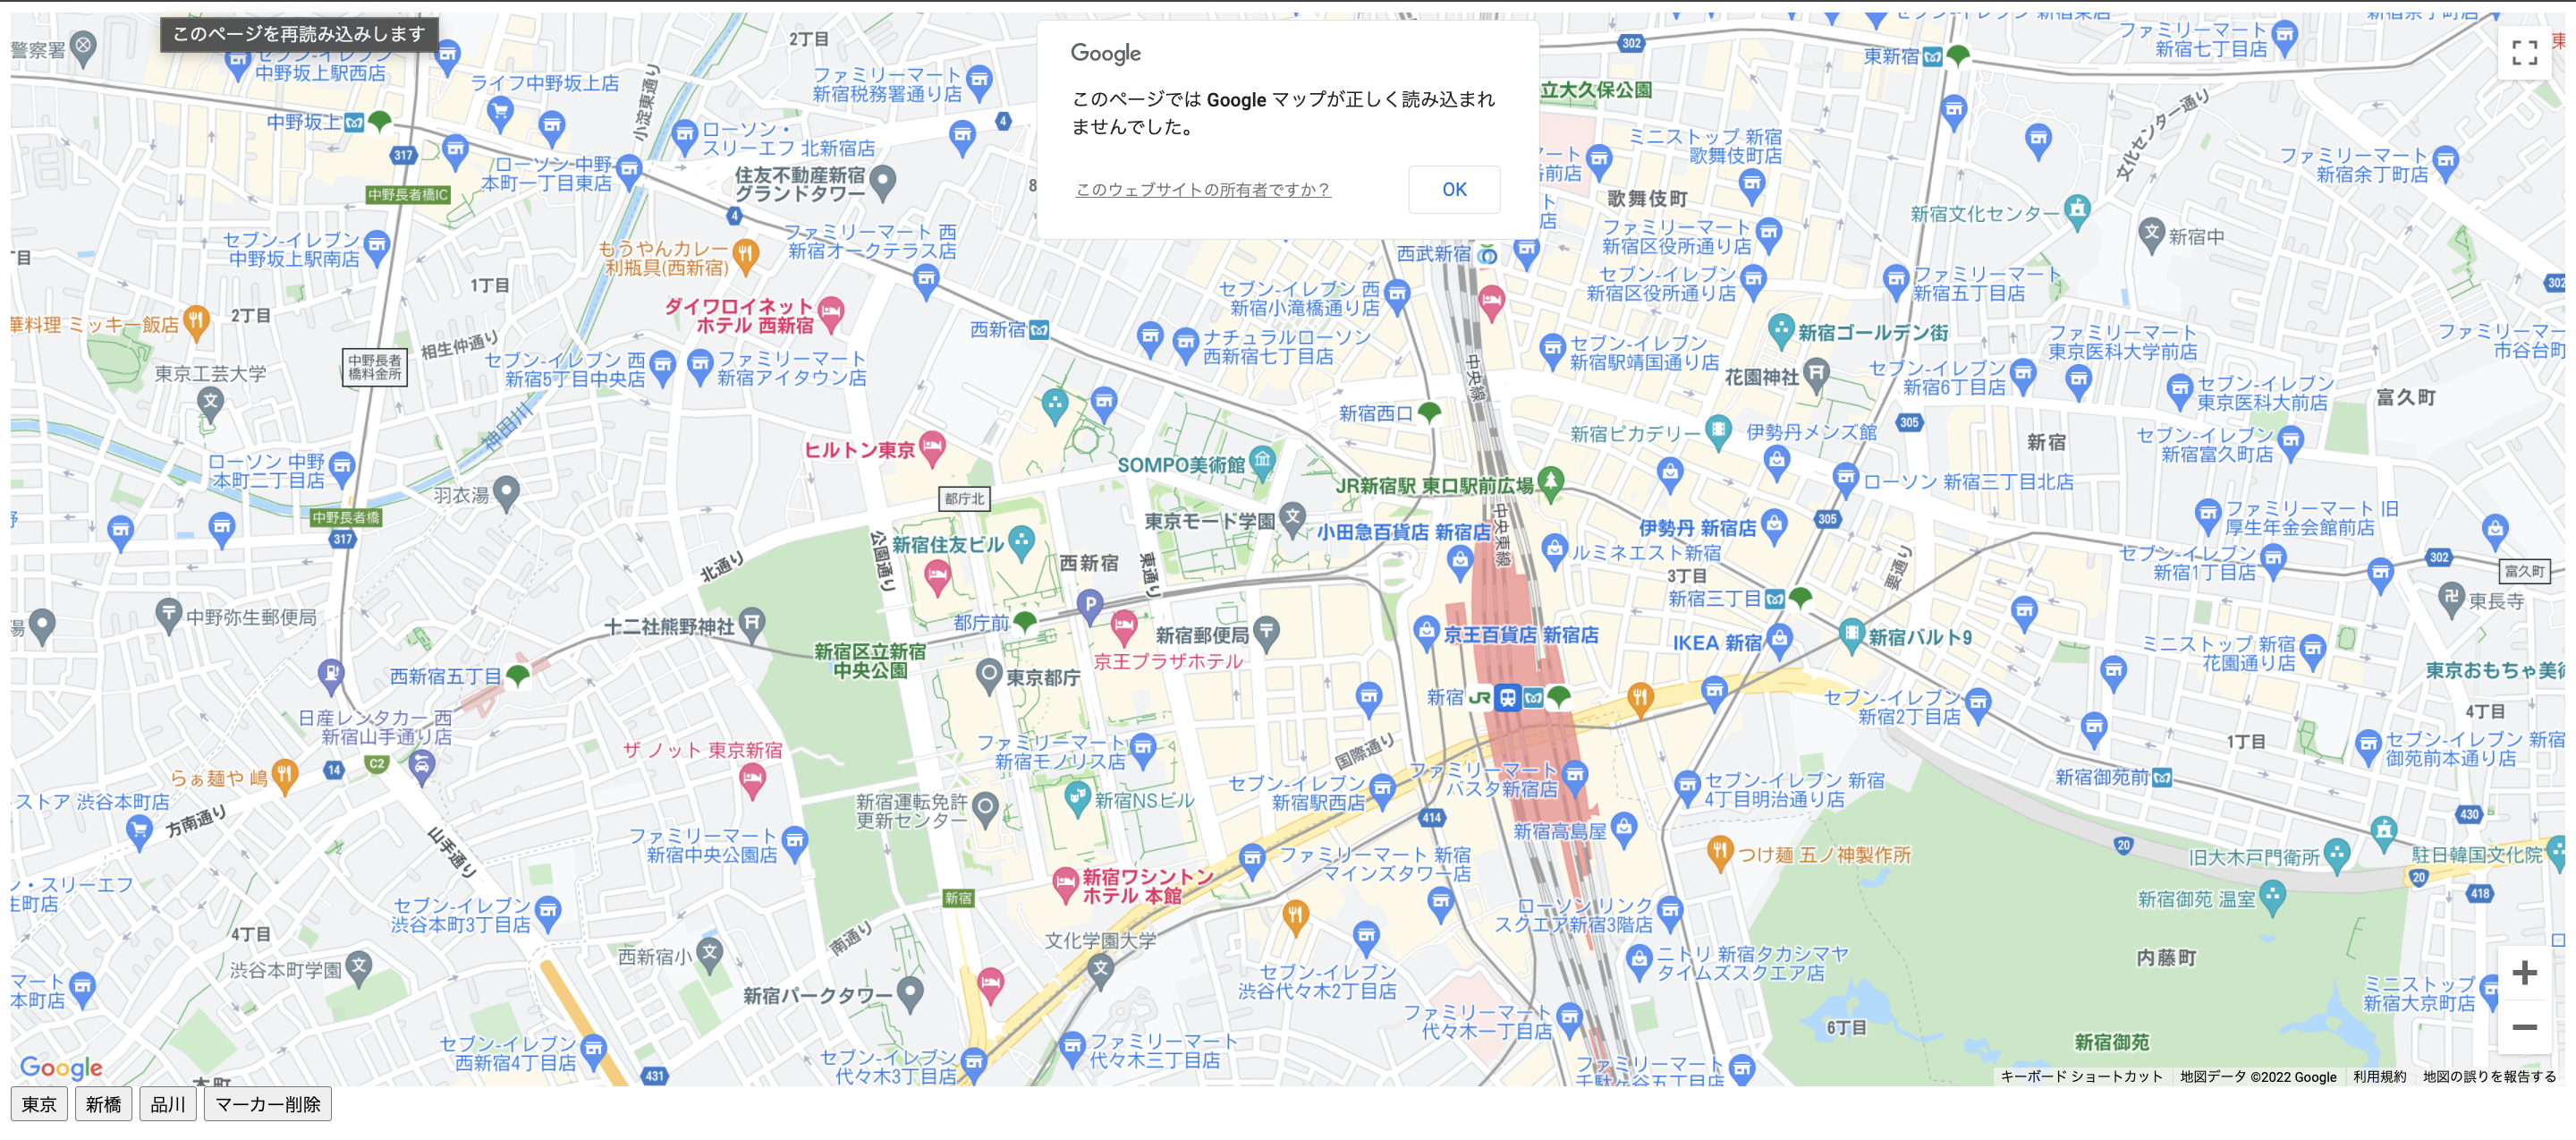 このページを再読み込みします
警察署
セブン-イレブン
中野坂上駅西店
ライフ中野坂上店
2丁目
小淀東通り
ファミリーマート
新宿税務署通り店
Google
このページでは Google マップが正しく読み込まれ
ませんでした。
このウェブサイトの所有者ですか？
OK
302
立大久保公園
東新宿
ファミリーマート
新宿七丁目店
文化センター通り
中野坂上
317
4
ローソン・
スリーエフ 北新宿店
ローソン 中野
本町一丁目東店
中野長者橋IC
住友不動産新宿
グランドタワー
4
8
ミニストップ 新宿
歌舞伎町店
歌舞伎町
ファミリーマート
新宿余丁町店
新宿文化センター
新宿中
セブン-イレブン
中野坂上駅南店
もうやんカレー
利瓶具(西新宿)
ファミリーマート 西
新宿オークテラス店
西武新宿
ファミリーマート
新宿区役所通り店
セブン-イレブン
新宿区役所通り店
ファミリーマート
新宿五丁目店
302
1丁目
2丁目
華料理 ミッキー飯店
ダイワロイネット
ホテル 西新宿
西新宿
セブン-イレブン 西
新宿小滝橋通り店
ナチュラルローソン
西新宿七丁目店
セブン-イレブン
新宿駅靖国通り店
新宿ゴールデン街
ファミリーマート
東京医科大学前店
ファミリーマー
市谷台町
相生仲通り
中野長者
橋料金所
東京工芸大学
セブン-イレブン 西
新宿5丁目中央店
ファミリーマート
新宿アイタウン店
中央線
花園神社
セブン-イレブン
新宿6丁目店
セブン-イレブン
東京医科大前店
富久町
神田川
新宿西口
新宿ピカデリー
伊勢丹メンズ館
305
新宿
セブン-イレブン
新宿富久町店
ヒルトン東京
SOMPO美術館
ローソン 中野
本町二丁目店
羽衣湯
都庁北
JR新宿駅 東口駅前広場
ローソン 新宿三丁目北店
中野長者橋
317
公園通り
新宿住友ビル
東京モード学園
小田急百貨店 新宿店
中央東線
伊勢丹 新宿店
305
ファミリーマート 旧
厚生年金会館前店
ルミネエスト新宿
北通り
西新宿
東通り
3丁目
要通り
セブン-イレブン
新宿1丁目店
302
富久町
中野弥生郵便局
十二社熊野神社
都庁前
新宿郵便局
京王百貨店 新宿店
新宿三丁目
IKEA 新宿
新宿バルト9
東長寺
湯
新宿区立新宿
中央公園
京王プラザホテル
ミニストップ 新宿
花園通り店
西新宿五丁目
東京都庁
新宿
JR
東京おもちゃ美術
日産レンタカー 西
新宿山手通り店
セブン-イレブン
新宿2丁目店
4丁目
1丁目
らぁ麺や 嶋
14
C2
ザ ノット 東京新宿
ファミリーマート
新宿モノリス店
国際通り
ファミリーマート
バスタ新宿店
新宿御苑前
セブン-イレブン 新宿
御苑前本通り店
ストア 渋谷本町店
方南通り
新宿運転免許
更新センター
新宿NSビル
セブン-イレブン
新宿駅西店
セブン-イレブン 新宿
4丁目明治通り店
414
430
山手通り
ファミリーマート
新宿中央公園店
新宿高島屋
つけ麺 五ノ神製作所
20
旧大木戸門衛所
駐日韓国文化院
ファミリーマート 新宿
マインズタワー店
新宿ワシントン
ホテル 本館
新宿
20
418
新宿御苑 温室
ン・スリーエフ
セブン-イレブン
渋谷本町3丁目店
ローソン リンク
スクエア新宿3階店
4丁目
南通り
文化学園大学
西新宿小
渋谷本町学園
ニトリ 新宿タカシマヤ
タイムズスクエア店
内藤町
マート
本町店
新宿パークタワー
セブン-イレブン
渋谷代々木2丁目店
ミニストップ
新宿大京町店
ファミリーマート
代々木一丁目店
6丁目
新宿御苑
セブン-イレブン
西新宿4丁目店
セブン-イレブン
代々木3丁目店
ファミリーマート
代々木三丁目店
ファミリーマート
千駄ヶ谷五丁目店
431
Google
キーボード ショートカット
地図データ ©2022 Google
利用規約
地図の誤りを報告する
東京
新橋
品川
マーカー削除